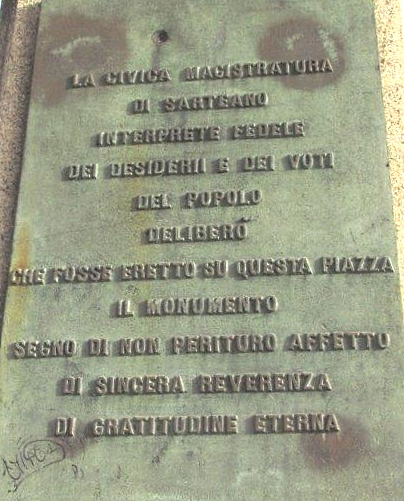 LA CIVICA MAGISTRATURA
DI SARTEANO
INTERPRETE FEDELE
DEI DESIDERII E DEI VOTI
DEL POPOLO
DELIBERÒ
CHE FOSSE ERETTO SU QUESTA PIAZZA
IL MONUMENTO
SEGNO DI NON PERITURO AFFETTO
DI SINCERA REVERENZA
DI GRATITUDINE ETERNA